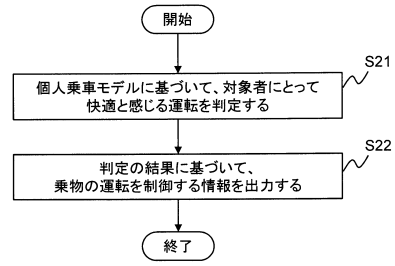 開始
S21
個人乗車モデルに基づいて、対象者にとって
快適と感じる運転を判定する
S22
判定の結果に基づいて、
乗物の運転を制御する情報を出力する
終了